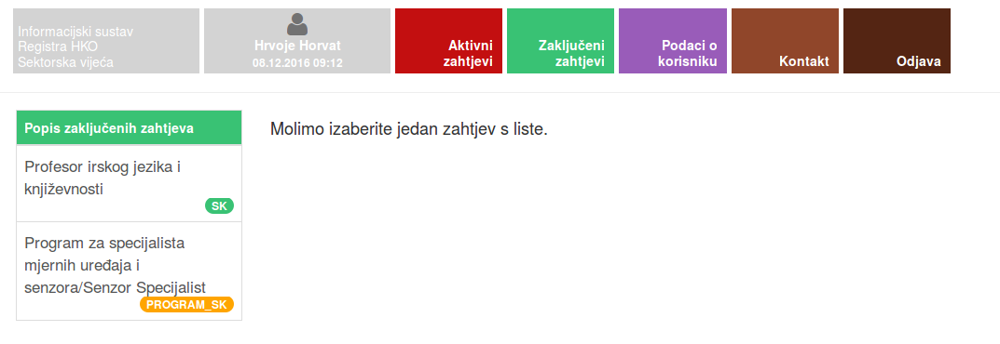 Informacijski sustav
Registra HKO
Sektorska vijeća
Hrvoje Horvat
08.12.2016 09:12
Aktivni
zahtjevi
Zaključeni
zahtjevi
Podaci o
korisniku
Kontakt
Odjava
Popis zaključenih zahtjeva
Profesor irskog jezika i
književnosti
SK
Program za specijalista
mjernih uređaja i
senzora/Senzor Specijalist
PROGRAM_SK
Molimo izaberite jedan zahtjev s liste.